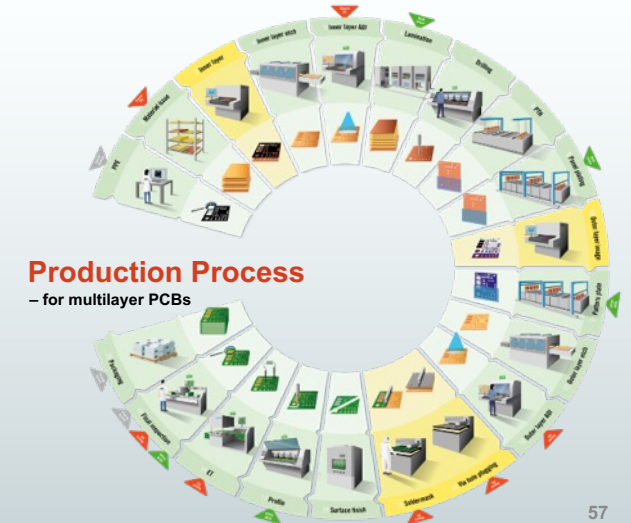 Production Process
– for multilayer PCBs
PPE
Material issue
Inner layer
Inner layer etch
Inner layer AOI
Lamination
Drilling
PTH
Panel plating
Outer layer image
Pattern plate
Outer layer etch
Outer layer AOI
Via hole plugging
Soldermask
Surface finish
Profile
ET
Final inspection
Packaging
57